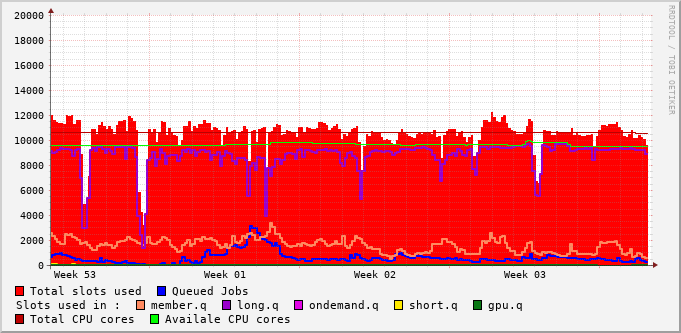 20000
18000
16000
14000
12000
10000
8000
6000
4000
2000
0
Week 53 Week 01 Week 02 Week 03
Total slots used Queued Jobs
Slots used in : member.q long.q ondemand.q short.q gpu.q
Total CPU cores Availale CPU cores
RRDTOOL / TOBI OETIKER